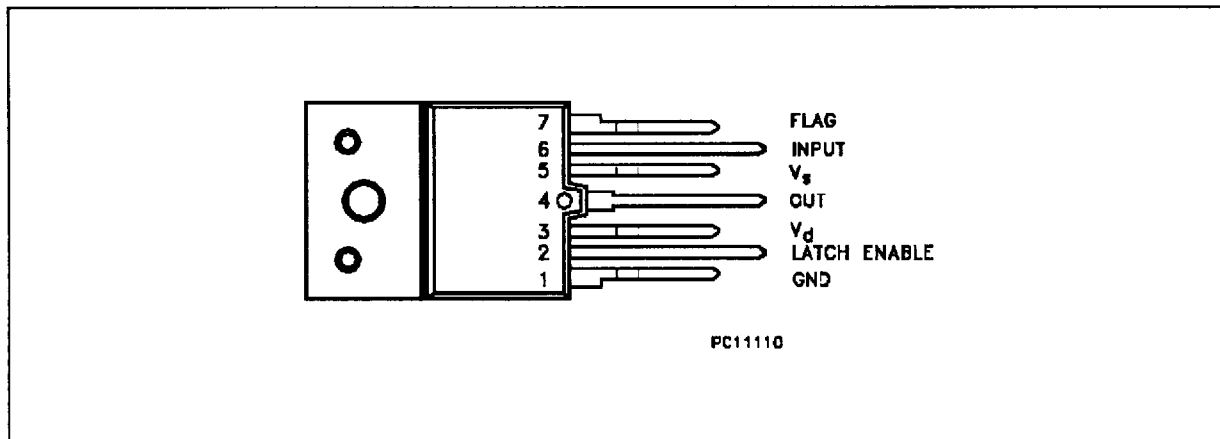 7 FLAG
6 INPUT
5 Vs
4 OUT
3 Vd
2 LATCH ENABLE
1 GND
PC11110